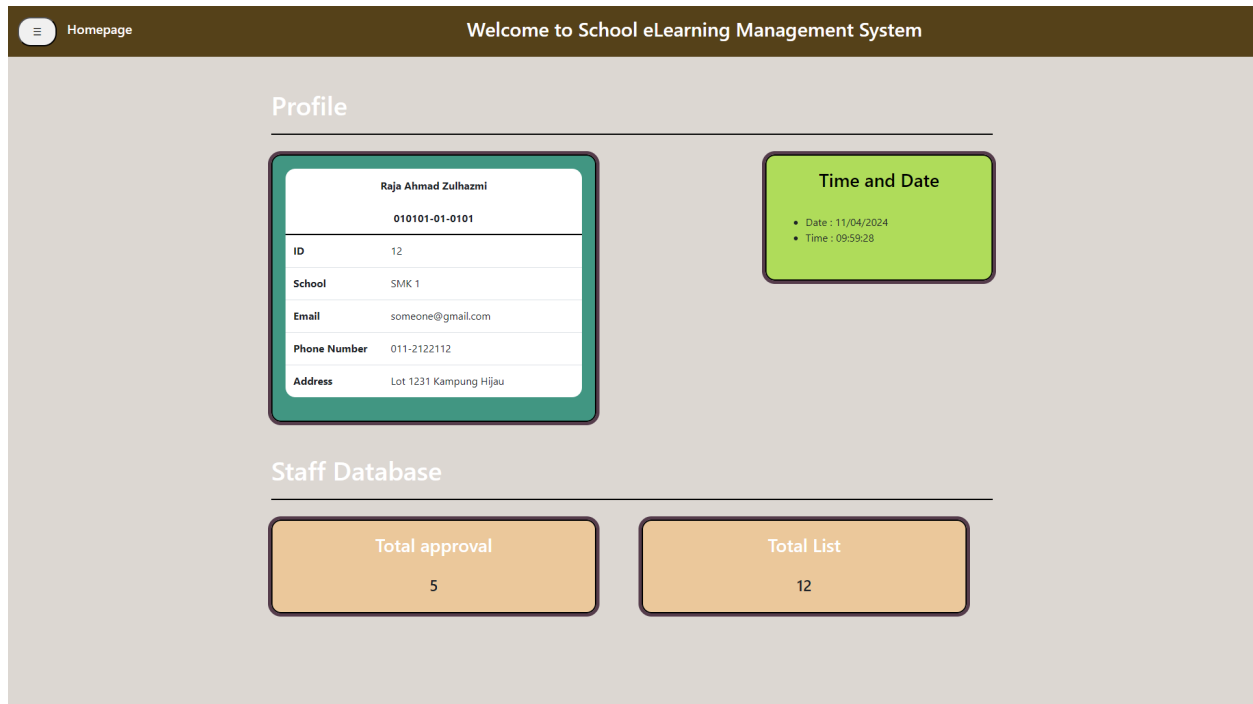 ☰ Homepage Welcome to School eLearning Management System
Profile
Raja Ahmad Zulhazmi
010101-01-0101
ID 12
School SMK 1
Email someone@gmail.com
Phone Number 011-2122112
Address Lot 1231 Kampung Hijau
Time and Date
• Date : 11/04/2024
• Time : 09:59:28
Staff Database
Total approval
5
Total List
12